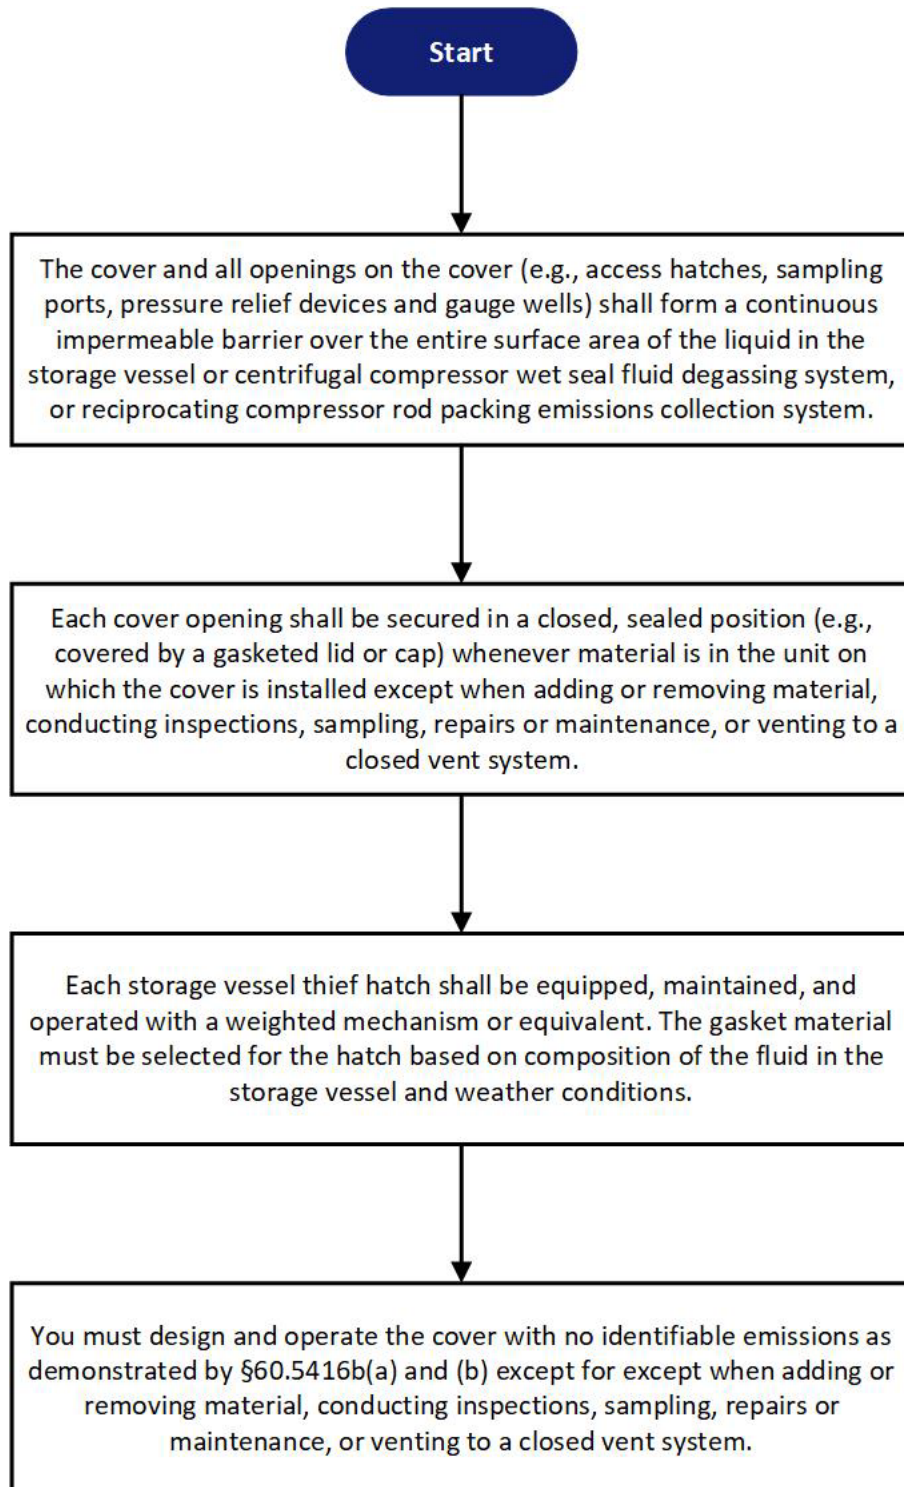 Start
The cover and all openings on the cover (e.g., access hatches, sampling
ports, pressure relief devices and gauge wells) shall form a continuous
impermeable barrier over the entire surface area of the liquid in the
storage vessel or centrifugal compressor wet seal fluid degassing system,
or reciprocating compressor rod packing emissions collection system.
Each cover opening shall be secured in a closed, sealed position (e.g.,
covered by a gasketed lid or cap) whenever material is in the unit on
which the cover is installed except when adding or removing material,
conducting inspections, sampling, repairs or maintenance, or venting to a
closed vent system.
Each storage vessel thief hatch shall be equipped, maintained, and
operated with a weighted mechanism or equivalent. The gasket material
must be selected for the hatch based on composition of the fluid in the
storage vessel and weather conditions.
You must design and operate the cover with no identifiable emissions as
demonstrated by §60.5416b(a) and (b) except for except when adding or
removing material, conducting inspections, sampling, repairs or
maintenance, or venting to a closed vent system.